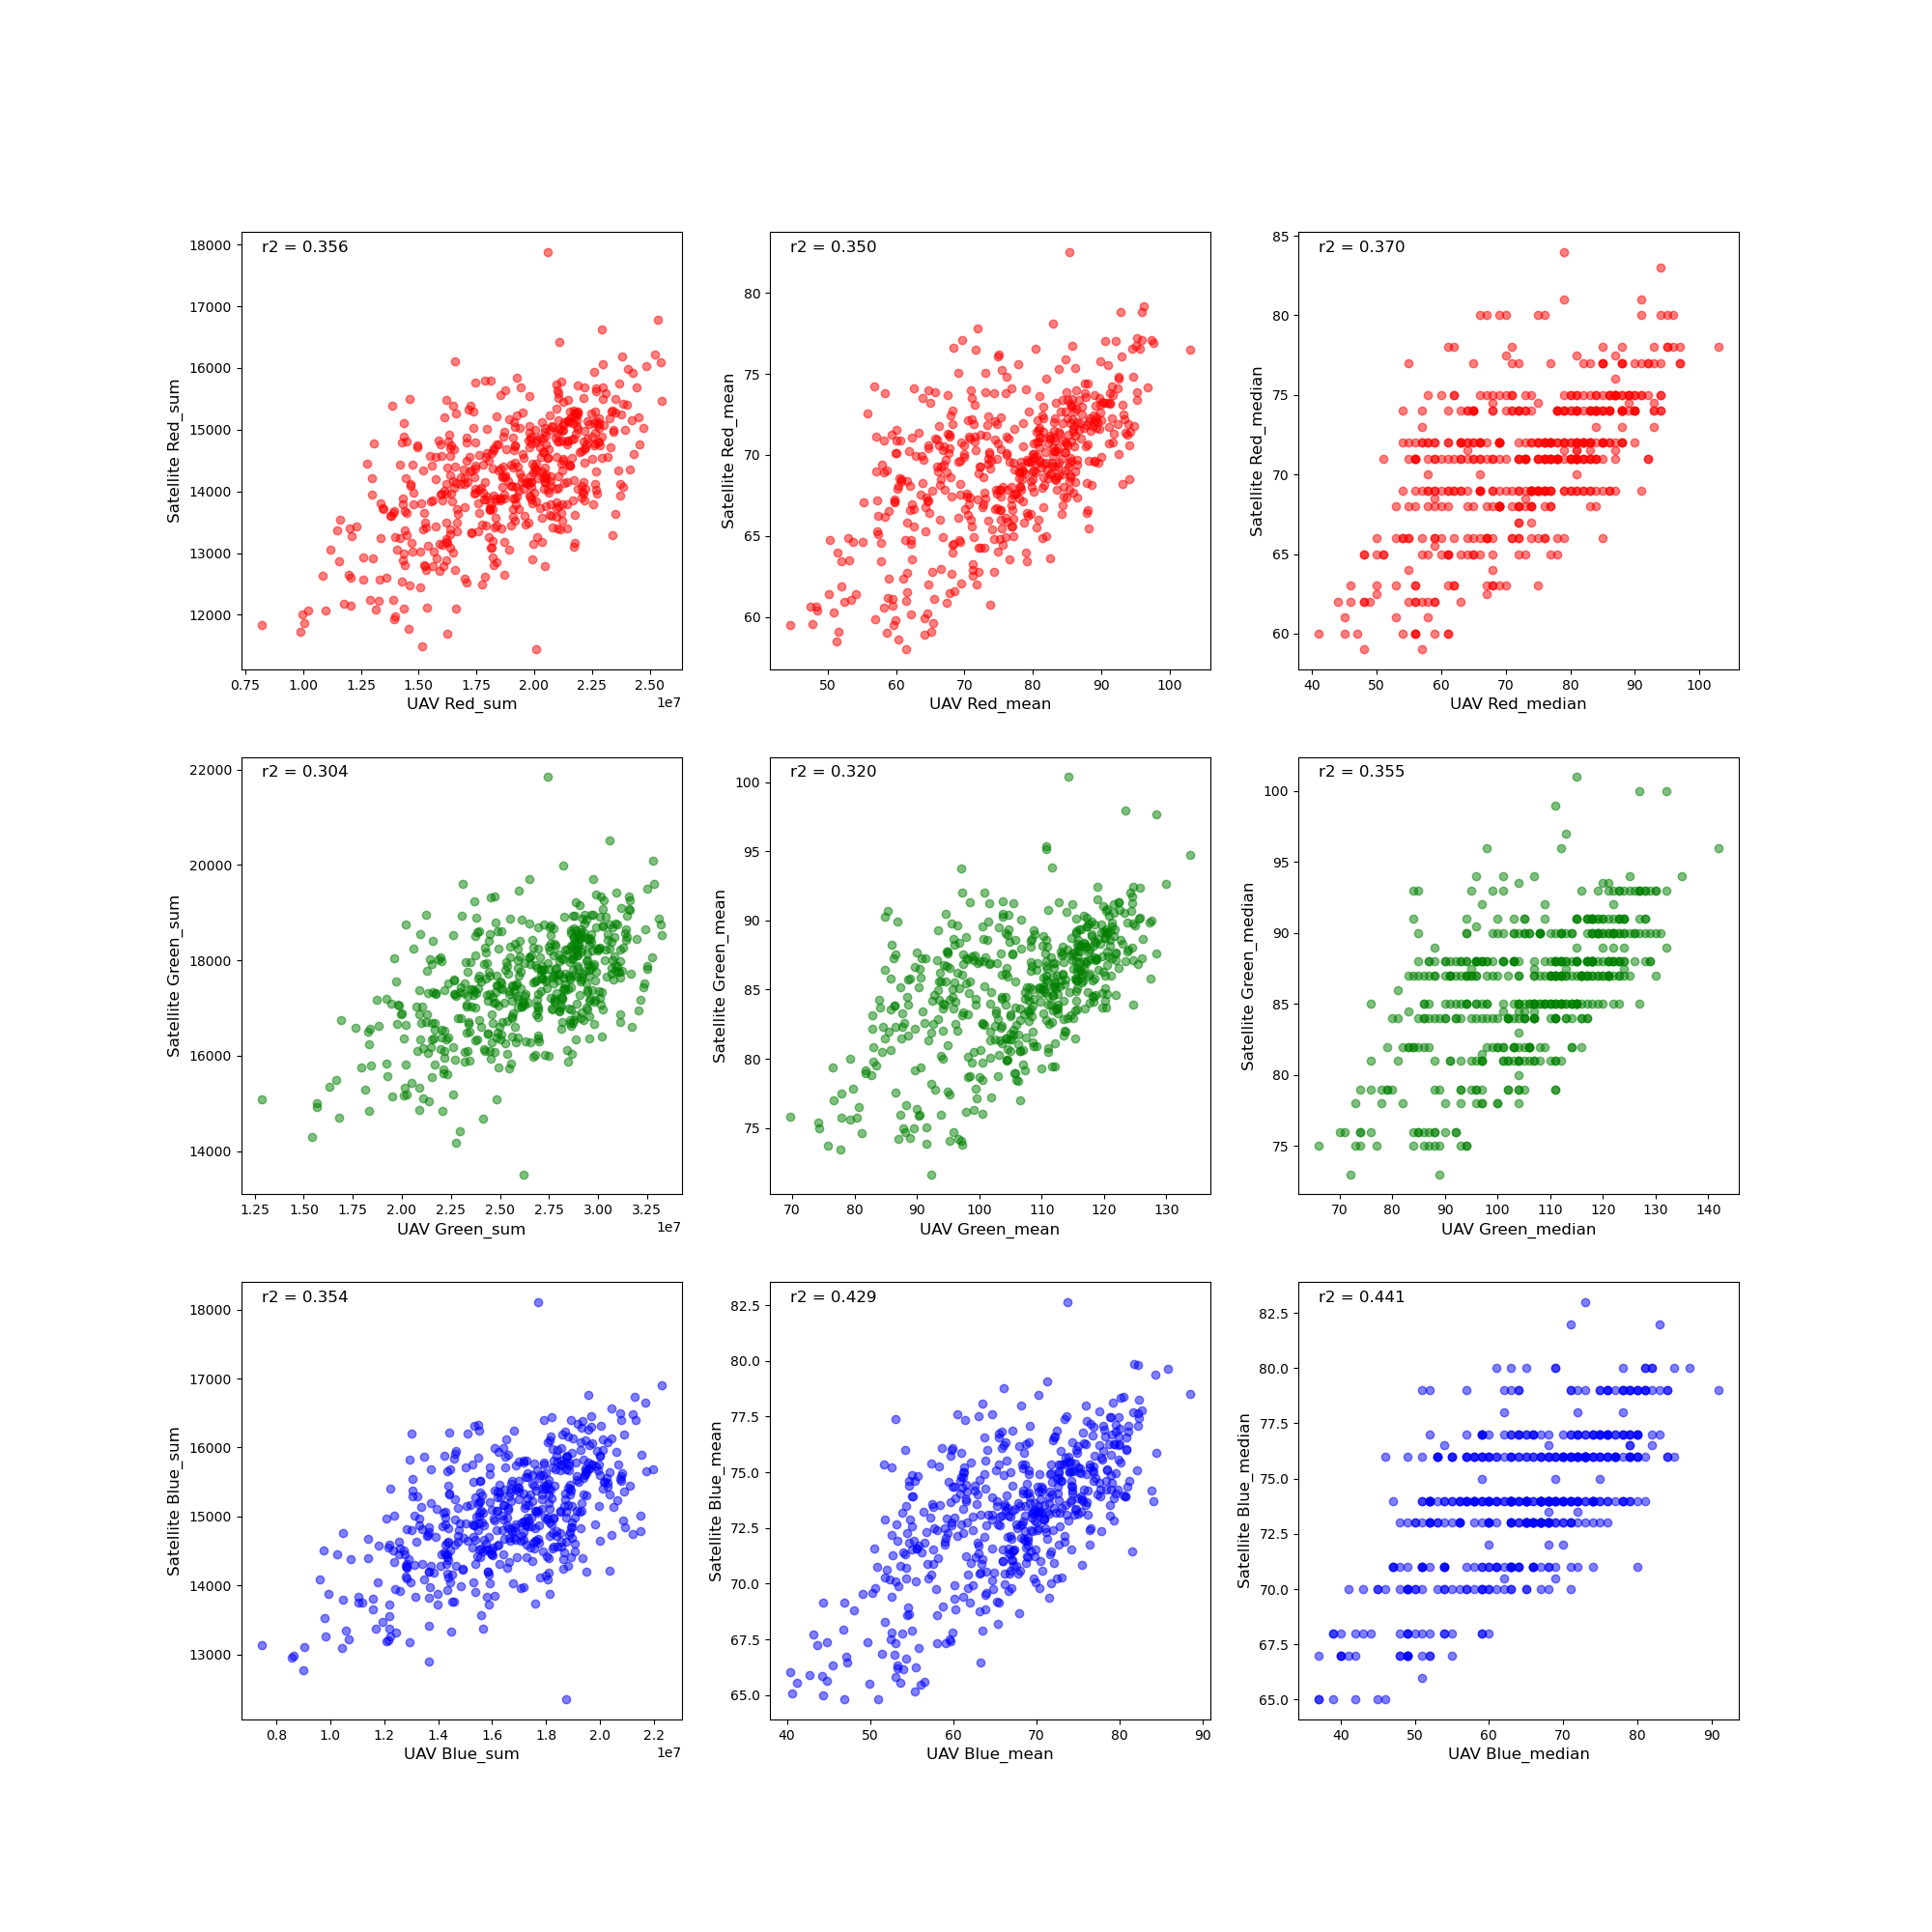 r2 = 0.356
18000
17000
16000
15000
14000
13000
12000
Satellite Red_sum
0.75 1.00 1.25 1.50 1.75 2.00 2.25 2.50
1e7
UAV Red_sum
r2 = 0.350
80
75
70
65
60
Satellite Red_mean
50 60 70 80 90 100
UAV Red_mean
r2 = 0.370
85
80
75
70
65
60
Satellite Red_median
40 50 60 70 80 90 100
UAV Red_median
r2 = 0.304
22000
20000
18000
16000
14000
Satellite Green_sum
1.25 1.50 1.75 2.00 2.25 2.50 2.75 3.00 3.25
1e7
UAV Green_sum
r2 = 0.320
100
95
90
85
80
75
Satellite Green_mean
70 80 90 100 110 120 130
UAV Green_mean
r2 = 0.355
100
95
90
85
80
75
Satellite Green_median
70 80 90 100 110 120 130 140
UAV Green_median
r2 = 0.354
18000
17000
16000
15000
14000
13000
Satellite Blue_sum
0.8 1.0 1.2 1.4 1.6 1.8 2.0 2.2
1e7
UAV Blue_sum
r2 = 0.429
82.5
80.0
77.5
75.0
72.5
70.0
67.5
65.0
Satellite Blue_mean
40 50 60 70 80 90
UAV Blue_mean
r2 = 0.441
82.5
80.0
77.5
75.0
72.5
70.0
67.5
65.0
Satellite Blue_median
40 50 60 70 80 90
UAV Blue_median